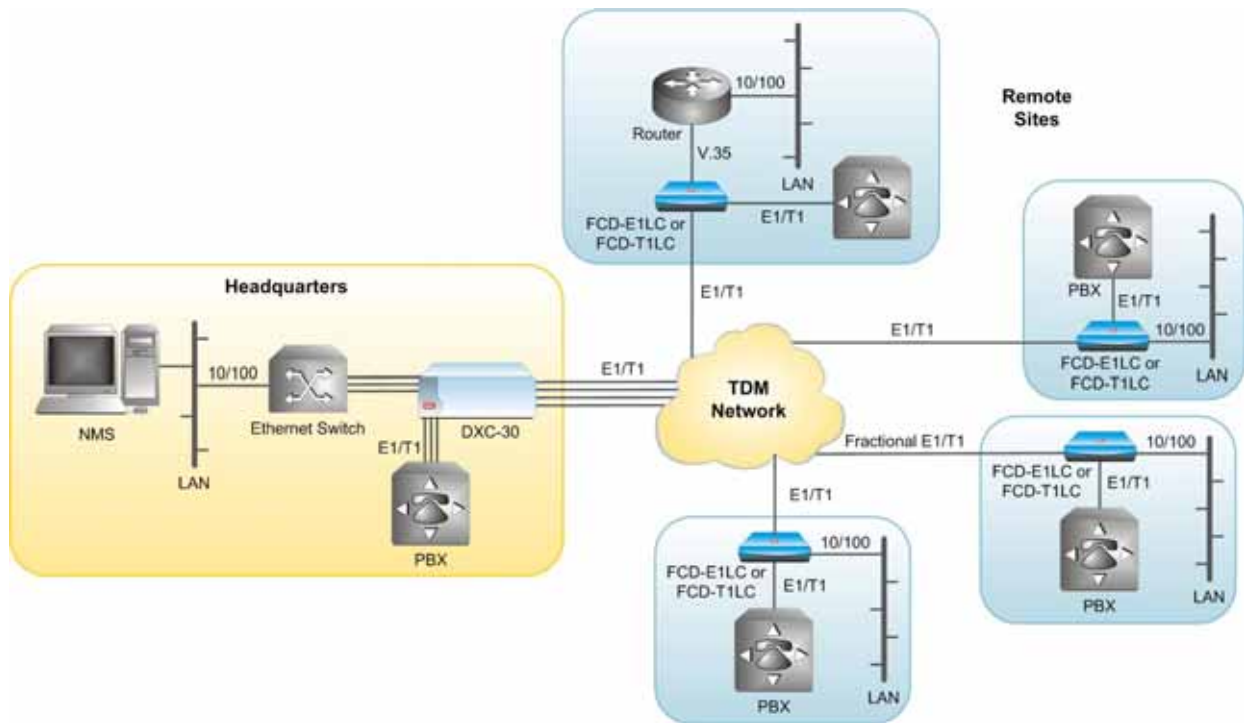 Remote
Sites
10/100
Router
V.35
LAN
FCD-E1LC or
FCD-T1LC
E1/T1
E1/T1
PBX
E1/T1
10/100
FCD-E1LC or
FCD-T1LC
LAN
E1/T1
Headquarters
NMS
10/100
LAN
Ethernet Switch
DXC-30
E1/T1
PBX
E1/T1
TDM
Network
Fractional E1/T1
10/100
FCD-E1LC or
FCD-T1LC
E1/T1
PBX
LAN
E1/T1
10/100
FCD-E1LC or
FCD-T1LC
E1/T1
PBX
LAN